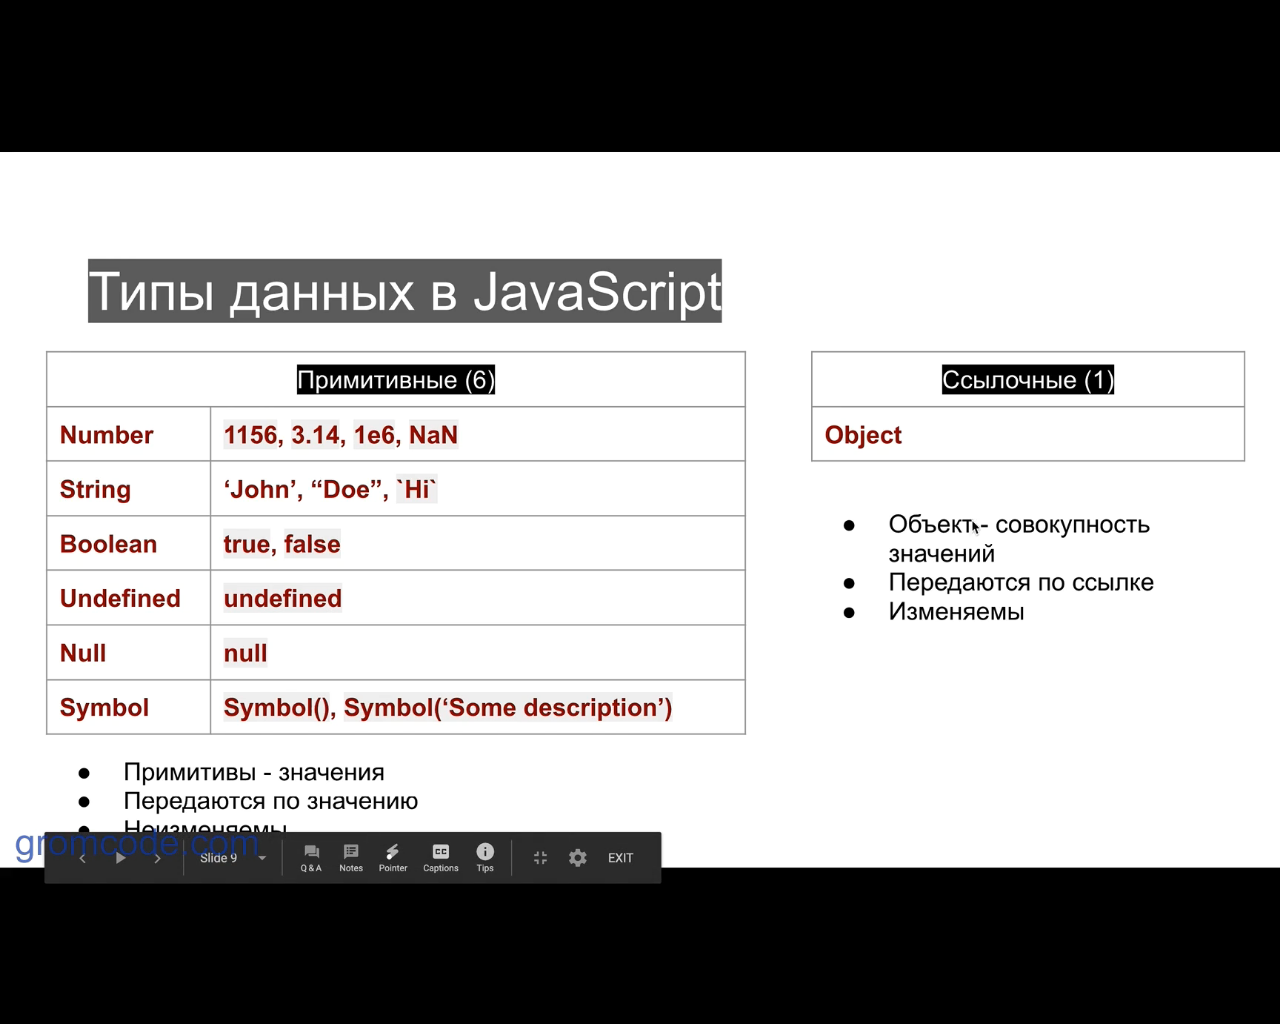 Типы данных в JavaScript
Примитивные (6)
Number 1156, 3.14, 1e6, NaN
String ‘John’, “Doe”, `Hi`
Boolean true, false
Undefined undefined
Null null
Symbol Symbol(), Symbol(‘Some description’)
● Примитивы - значения
● Передаются по значению
● Неизменяемы
Ссылочные (1)
Object
● Объект - совокупность
значений
● Передаются по ссылке
● Изменяемы
gromcode.com
Slide 9 Q & A Notes Pointer Captions Tips EXIT